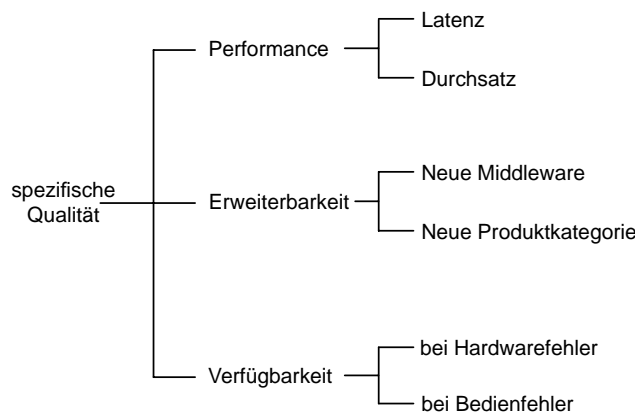 spezifische
Qualität
Performance
Latenz
Durchsatz
Erweiterbarkeit
Neue Middleware
Neue Produktkategorie
Verfügbarkeit
bei Hardwarefehler
bei Bedienfehler